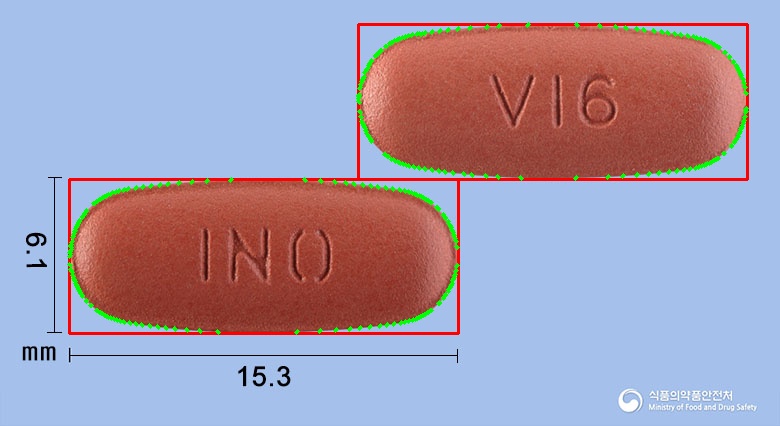 VI6
INO
6.1
mm
15.3
식품의약품안전처
Ministry of Food and Drug Safety